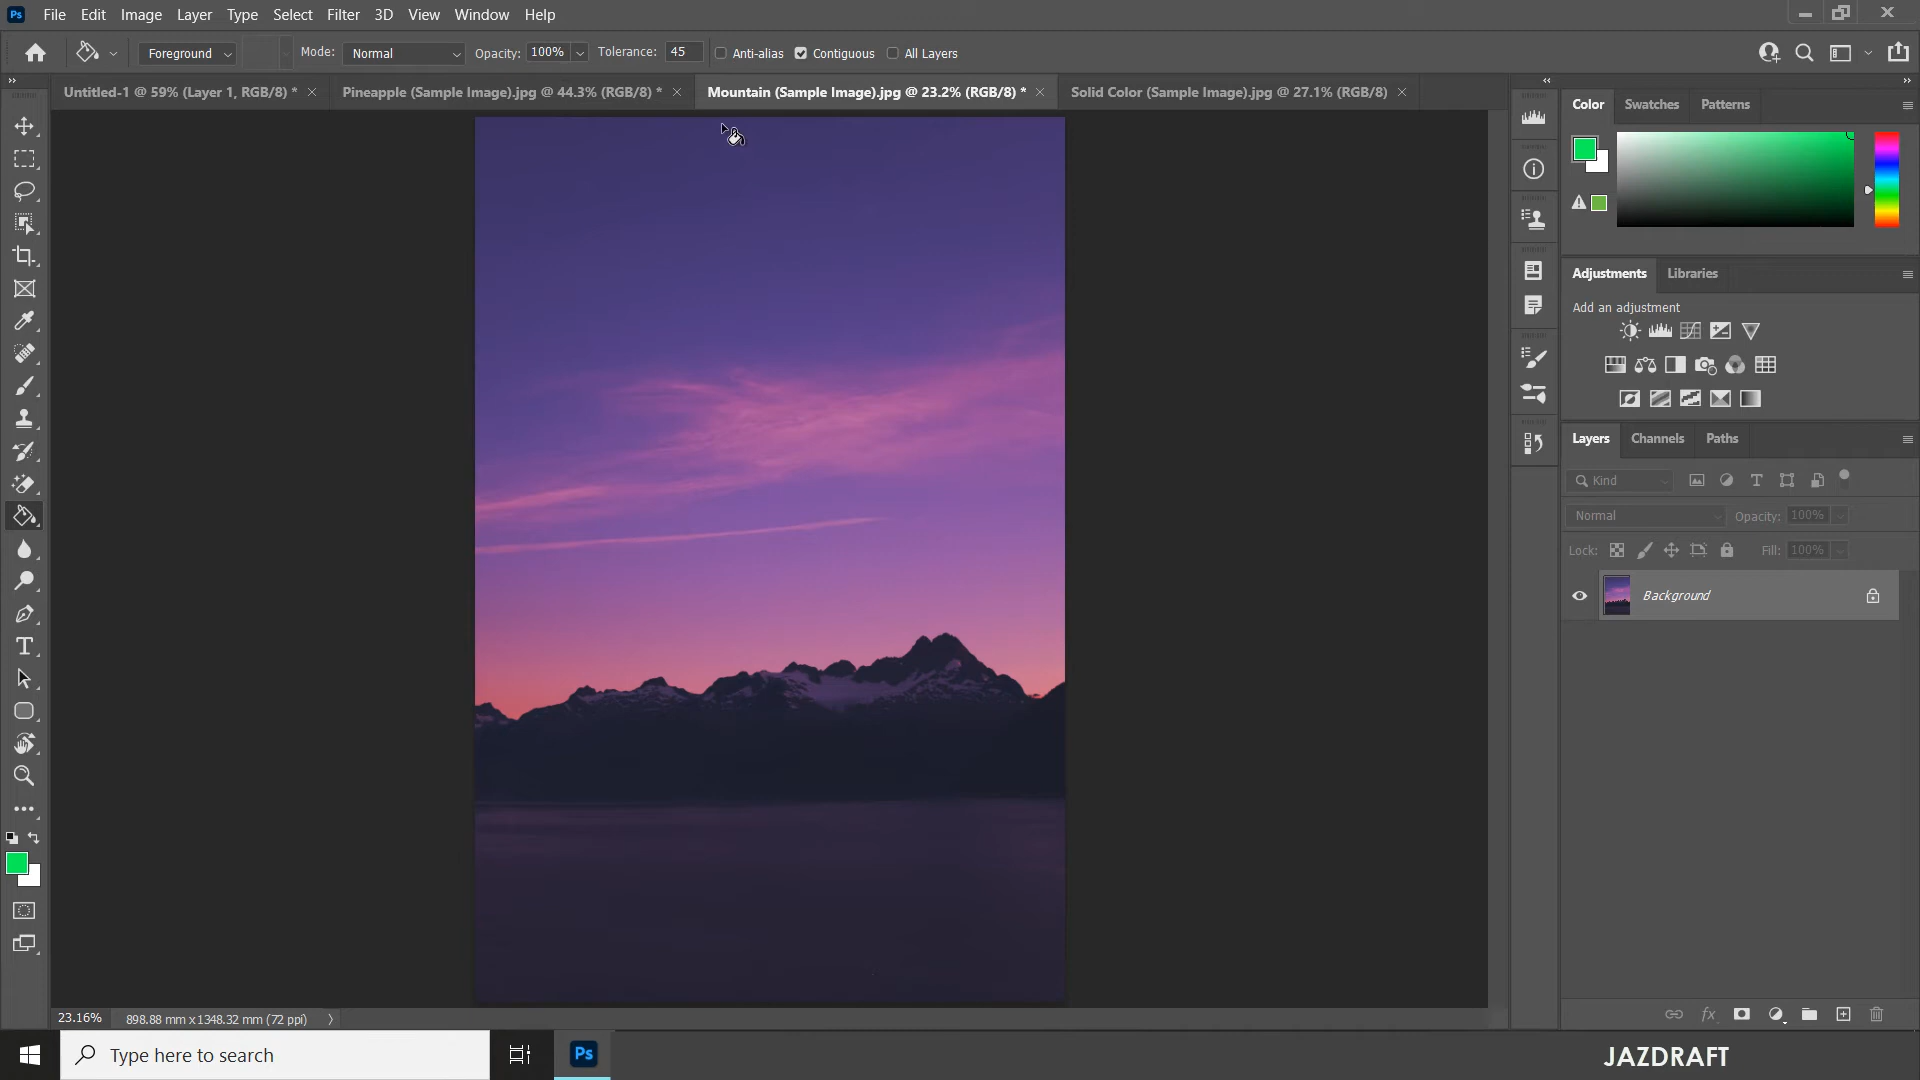 Ps File Edit Image Layer Type Select Filter 3D View Window Help
Foreground Mode: Normal Opacity: 100% Tolerance: 45 Anti-alias Contiguous All Layers
Untitled-1 @ 59% (Layer 1, RGB/8) * Pineapple (Sample Image).jpg @ 44.3% (RGB/8) * Mountain (Sample Image).jpg @ 23.2% (RGB/8) * Solid Color (Sample Image).jpg @ 27.1% (RGB/8)
Color Swatches Patterns
Adjustments Libraries
Add an adjustment
Layers Channels Paths
Kind
Normal Opacity: 100%
Lock: Fill: 100%
Background
fx
23.16% 898.88 mm x 1348.32 mm (72 ppi)
Type here to search Ps JAZDRAFT